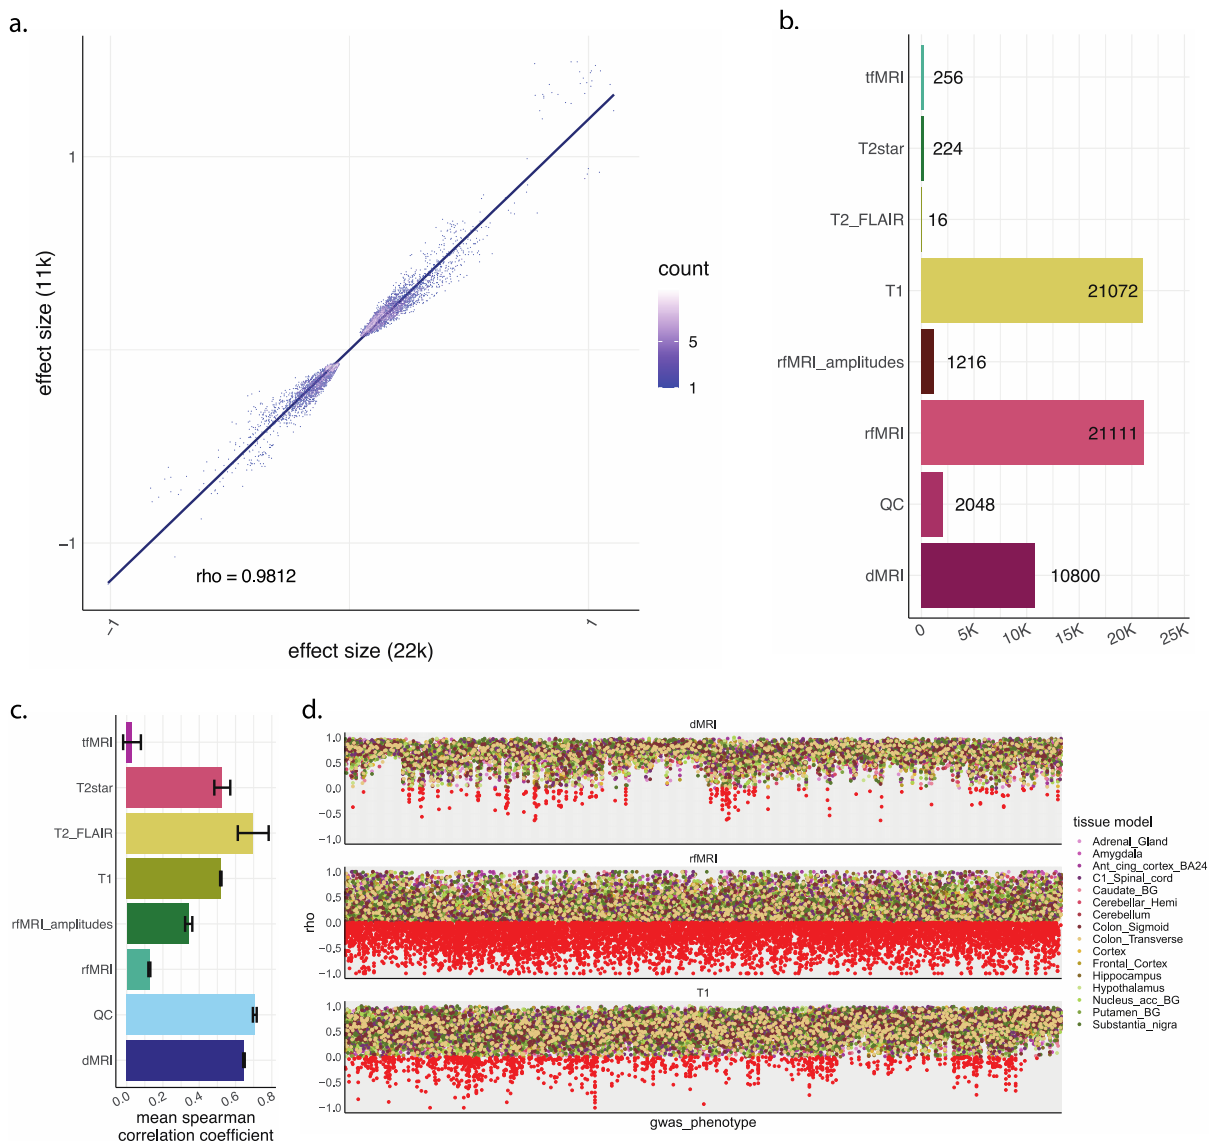 a.
1
−1
effect size (11k)
rho = 0.9812
−1
1
effect size (22k)
count
5
1
b.
tfMRI
256
T2star
224
T2_FLAIR
16
T1
21072
rfMRI_amplitudes
1216
rfMRI
21111
QC
2048
dMRI
10800
0
5K
10K
15K
20K
25K
c.
tfMRI
T2star
T2_FLAIR
T1
rfMRI_amplitudes
rfMRI
QC
dMRI
0.0
0.2
0.4
0.6
0.8
mean spearman
correlation coefficient
d.
dMRI
1.0
0.5
0.0
−0.5
−1.0
rfMRI
1.0
0.5
0.0
−0.5
−1.0
rho
T1
1.0
0.5
0.0
−0.5
−1.0
gwas_phenotype
tissue model
Adrenal_Gland
Amygdala
Ant_cing_cortex_BA24
C1_Spinal_cord
Caudate_BG
Cerebellar_Hemi
Cerebellum
Colon_Sigmoid
Colon_Transverse
Cortex
Frontal_Cortex
Hippocampus
Hypothalamus
Nucleus_acc_BG
Putamen_BG
Substantia_nigra